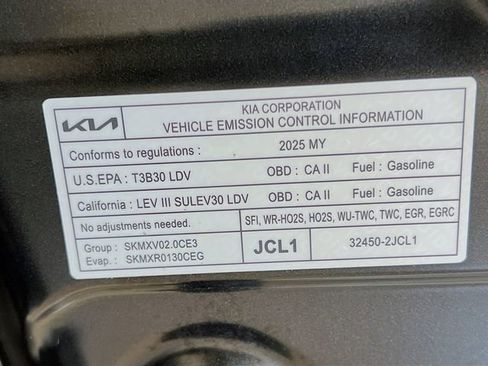 KIA
KIA CORPORATION
VEHICLE EMISSION CONTROL INFORMATION
Conforms to regulations : 2025 MY
U.S.EPA : T3B30 LDV OBD : CA II Fuel : Gasoline
California : LEV III SULEV30 LDV OBD : CA II Fuel : Gasoline
No adjustments needed. SFI, WR-HO2S, HO2S, WU-TWC, TWC, EGR, EGRC
Group : SKMXV02.0CE3
Evap. : SKMXR0130CEG
JCL1
32450-2JCL1